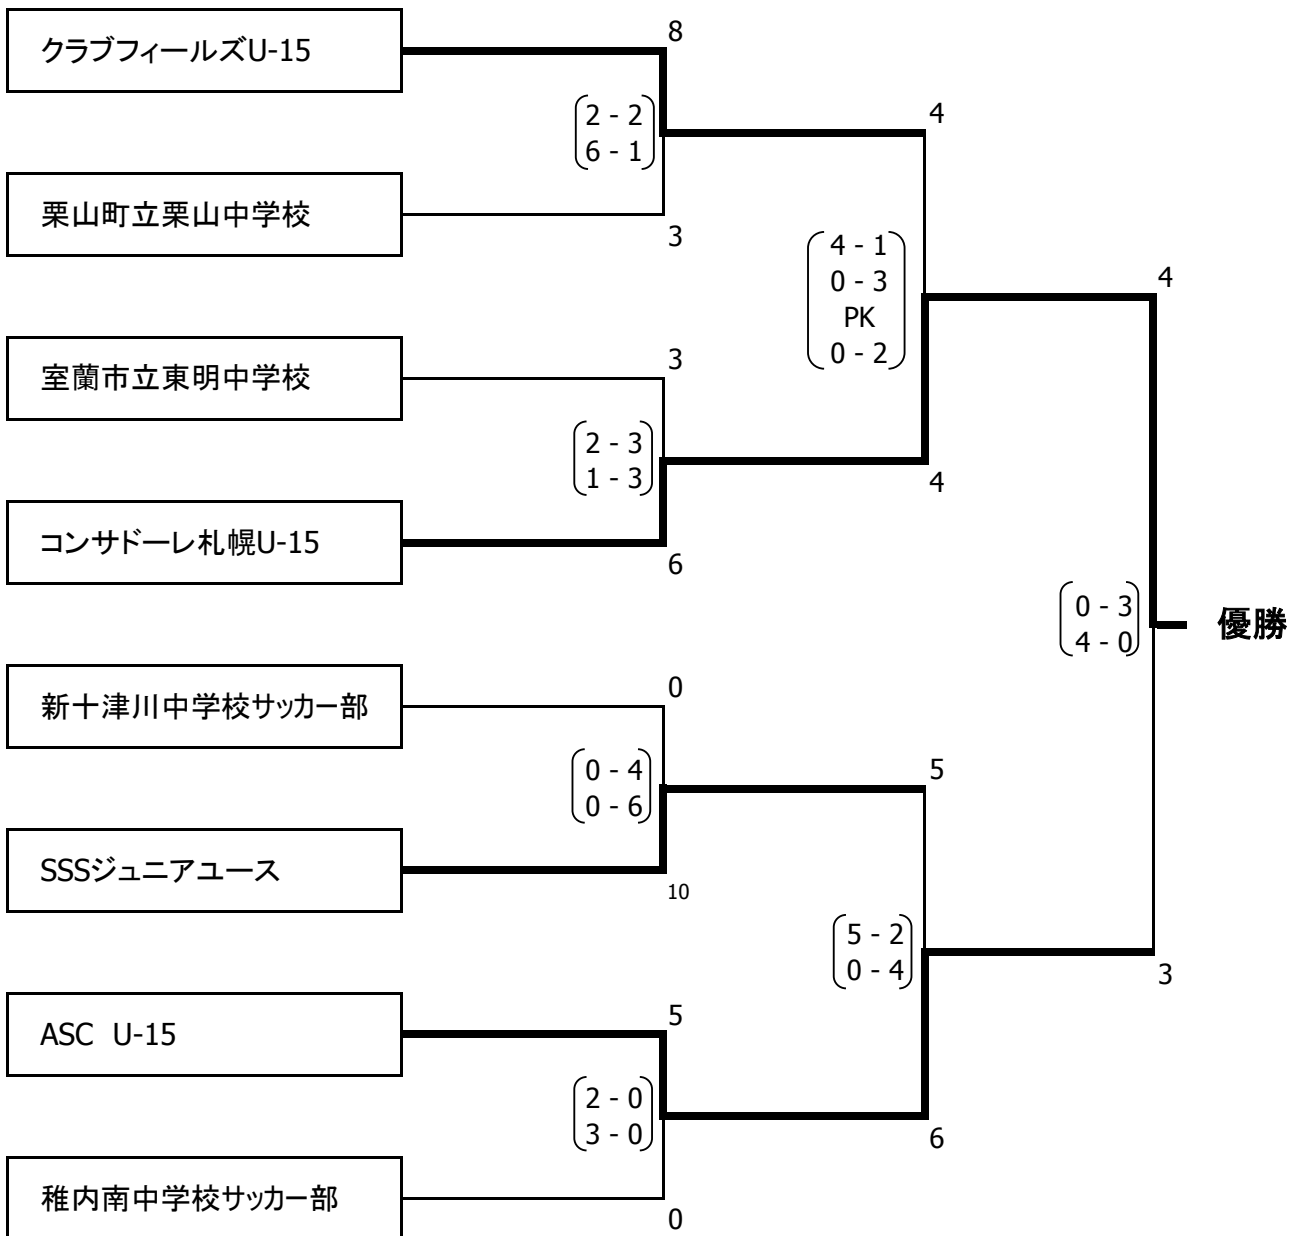 クラブフィールズU-15
8
2 - 2
6 - 1
4
栗山町立栗山中学校
3
4 - 1
0 - 3
PK
0 - 2
4
室蘭市立東明中学校
3
2 - 3
1 - 3
4
コンサドーレ札幌U-15
6
0 - 3
4 - 0
優勝
新十津川中学校サッカー部
0
0 - 4
0 - 6
5
SSSジュニアユース
10
5 - 2
0 - 4
3
ASC U-15
5
2 - 0
3 - 0
6
稚内南中学校サッカー部
0